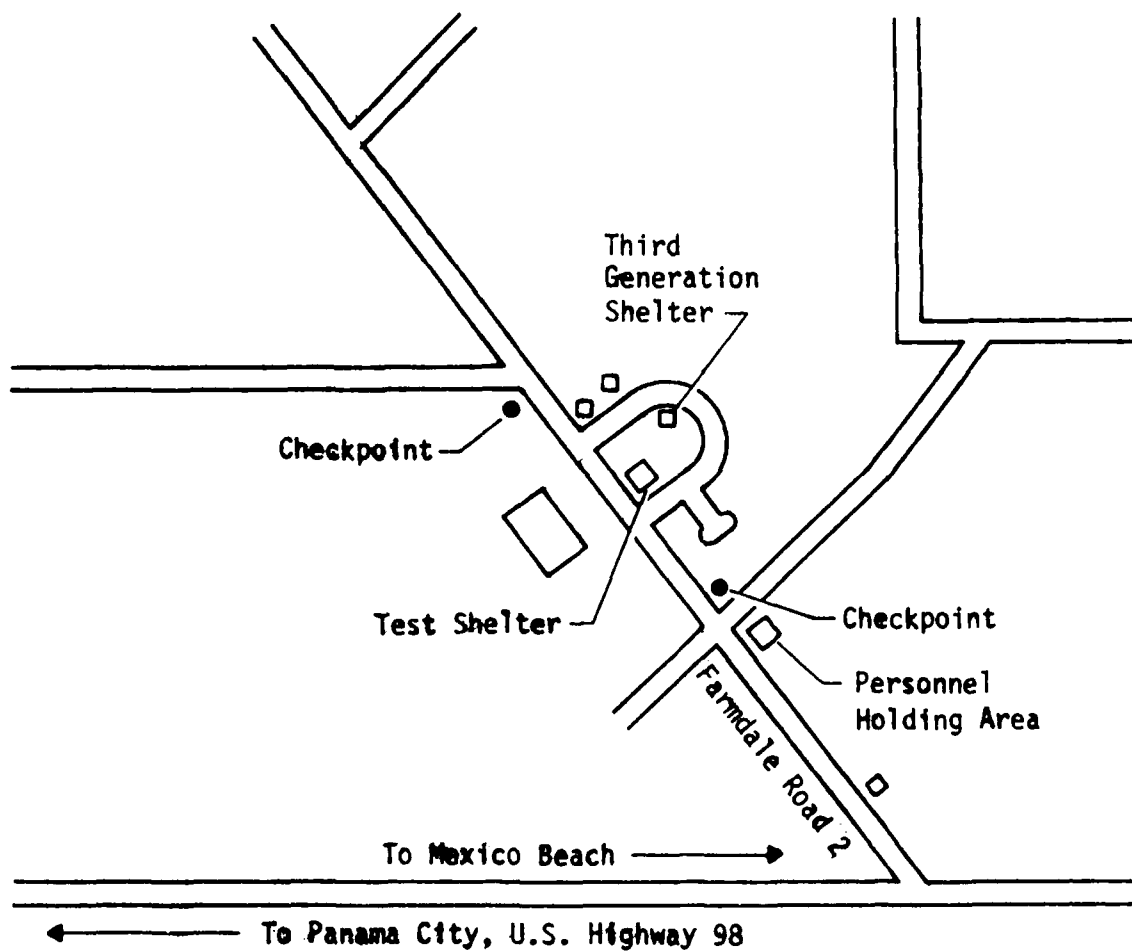 Third
Generation
Shelter
Checkpoint
Test Shelter
Checkpoint
Personnel
Holding Area
Farmdale Road 2
To Mexico Beach
To Panama City, U.S. Highway 98